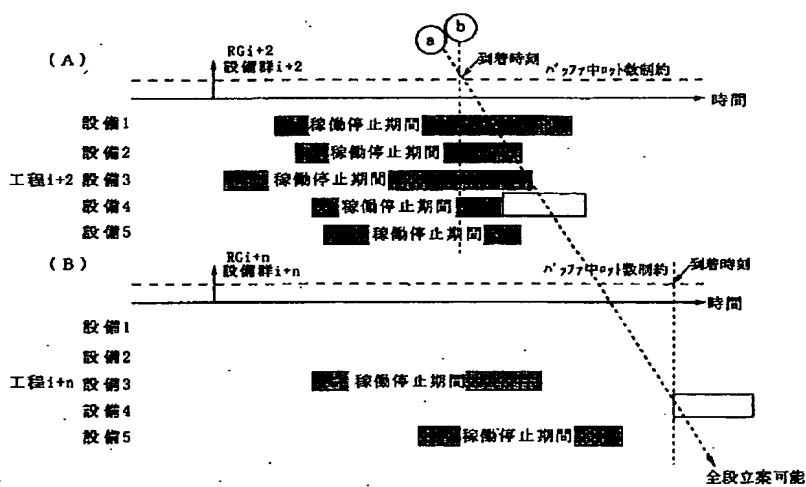 (A)
RGi+2
設備群i+2
a
b
到着時刻
バッファ中ロット数制約
時間
設備1 稼働停止期間
設備2 稼働停止期間
工程i+2 設備3 稼働停止期間
設備4 稼働停止期間
設備5 稼働停止期間
(B)
RGi+n
設備群i+n
バッファ中ロット数制約
到着時刻
時間
設備1
設備2
工程i+n 設備3 稼働停止期間
設備4
設備5 稼働停止期間
全段立案可能